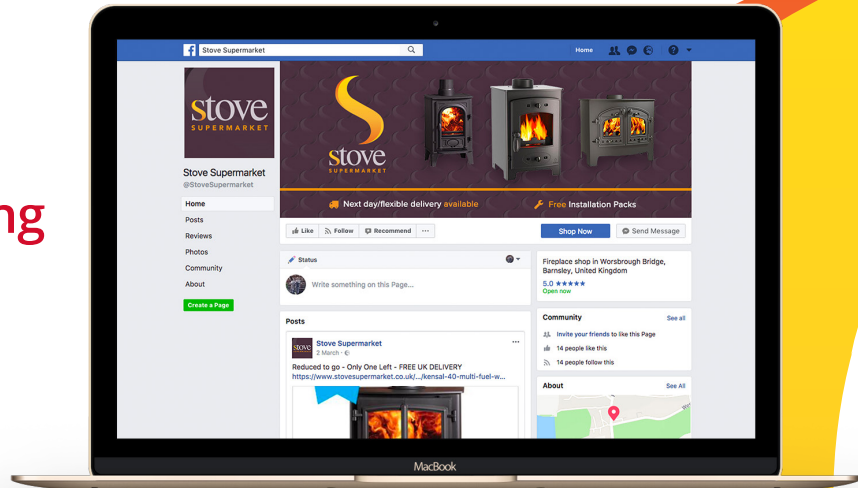 ng
Stove Supermarket
Home
stove
SUPERMARKET
stove
SUPERMARKET
Next day/flexible delivery available
Free Installation Packs
Stove Supermarket
@StoveSupermarket
Home
Posts
Reviews
Photos
Community
About
Create a Page
Like
Follow
Recommend
Shop Now
Send Message
Status
Write something on this Page...
Posts
stove
Stove Supermarket
2 March
Reduced to go - Only One Left - FREE UK DELIVERY
https://www.stovesupermarket.co.uk/.../kensal-40-multi-fuel-w...
Fireplace shop in Worsbrough Bridge,
Barnsley, United Kingdom
5.0 ★★★★★
Open now
Community
See all
Invite your friends to like this Page
14 people like this
14 people follow this
About
See All
MacBook